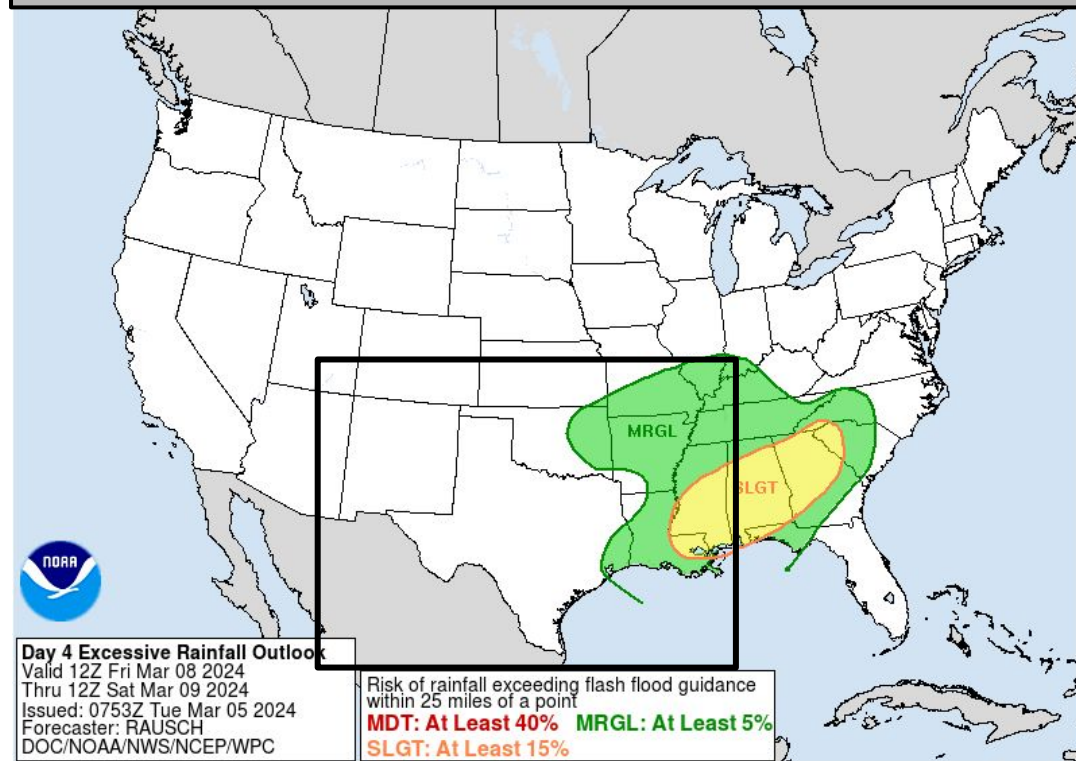 MRGL
SLGT
NOAA
Day 4 Excessive Rainfall Outlook
Valid 12Z Fri Mar 08 2024
Thru 12Z Sat Mar 09 2024
Issued: 0753Z Tue Mar 05 2024
Forecaster: RAUSCH
DOC/NOAA/NWS/NCEP/WPC
Risk of rainfall exceeding flash flood guidance
within 25 miles of a point
MDT: At Least 40% MRGL: At Least 5%
SLGT: At Least 15%